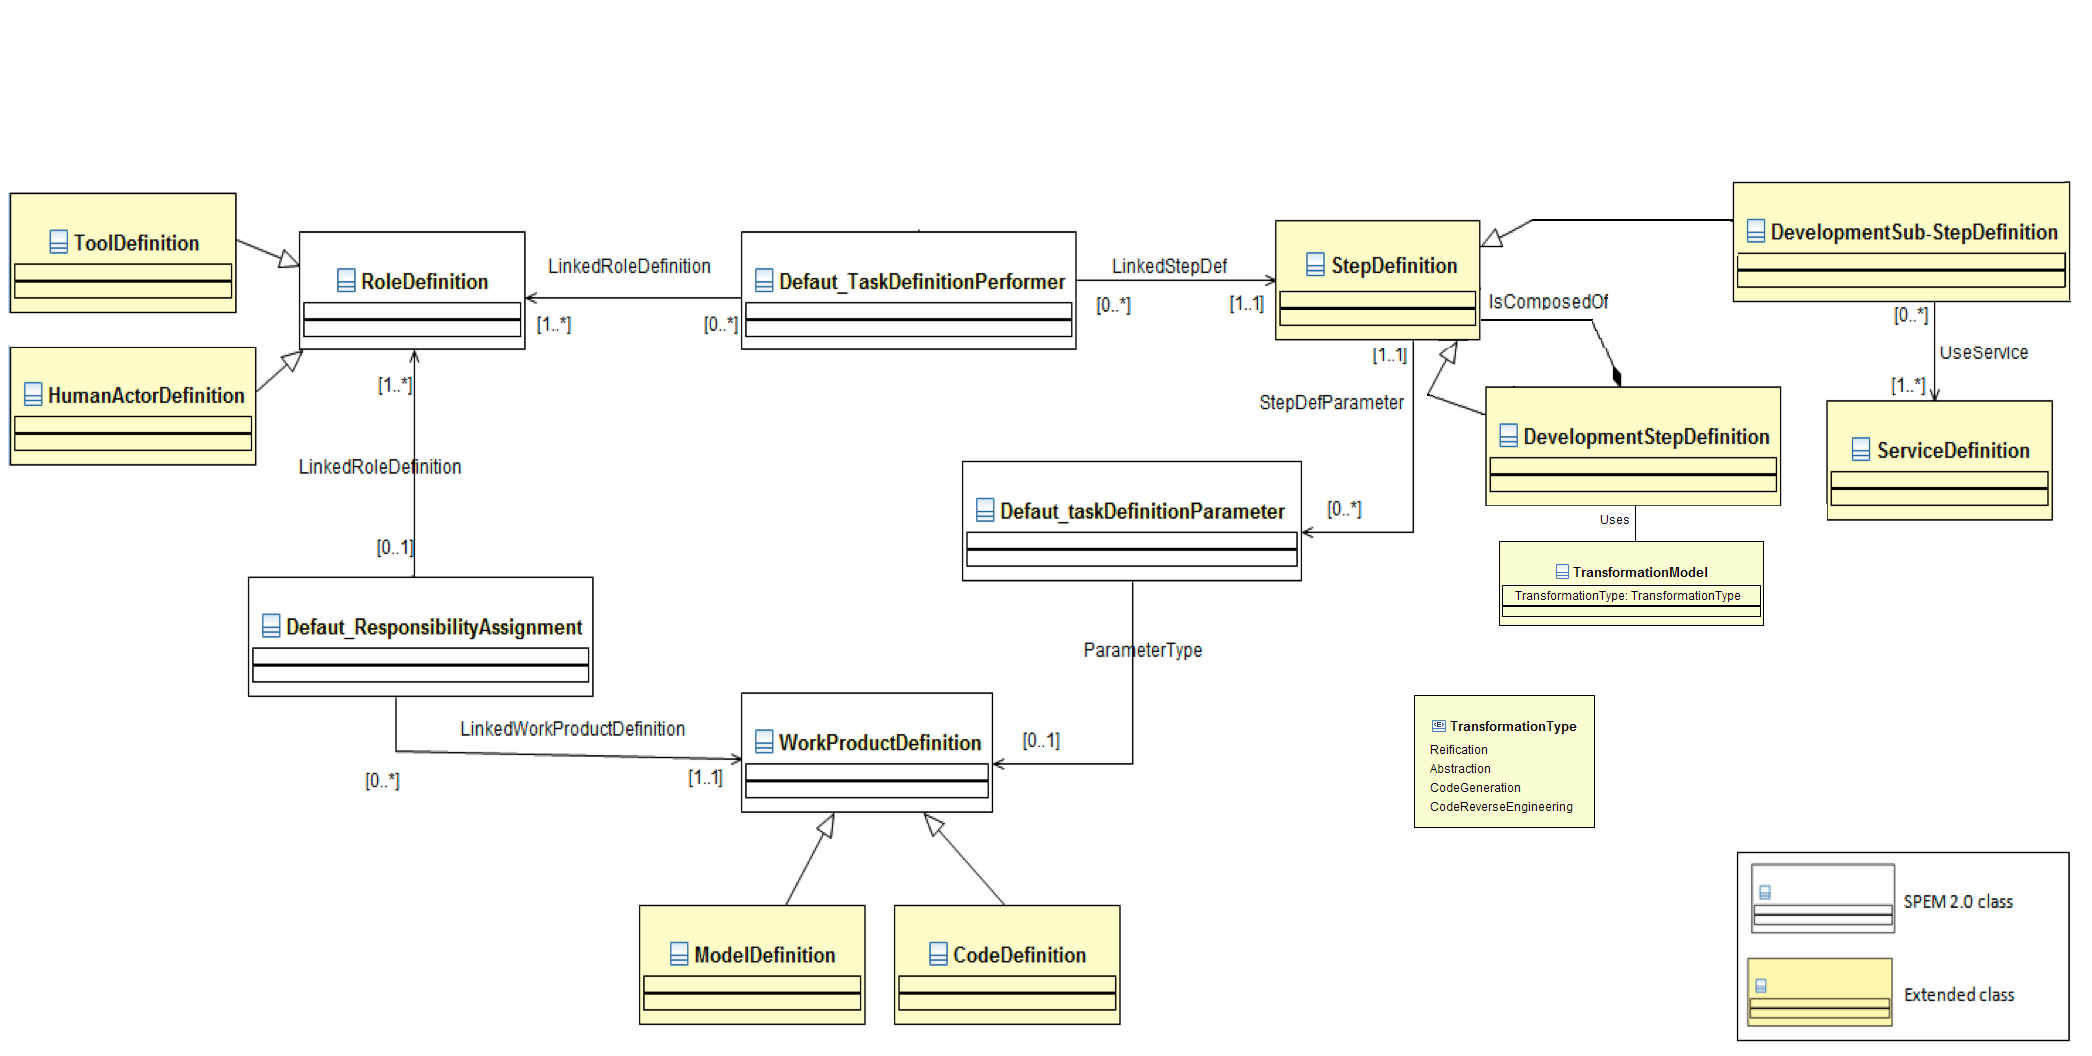 ToolDefinition
HumanActorDefinition
RoleDefinition
LinkedRoleDefinition
[1..*]
[0..*]
Defaut_TaskDefinitionPerformer
LinkedStepDef
[0..*]
[1..1]
StepDefinition
IsComposedOf
DevelopmentSub-StepDefinition
[0..*]
UseService
[1..*]
ServiceDefinition
[1..1]
StepDefParameter
[0..*]
DevelopmentStepDefinition
Uses
TransformationModel
TransformationType: TransformationType
[1..*]
LinkedRoleDefinition
[0..1]
Defaut_ResponsibilityAssignment
Defaut_taskDefinitionParameter
ParameterType
[0..1]
LinkedWorkProductDefinition
[0..*]
[1..1]
WorkProductDefinition
TransformationType
Reification
Abstraction
CodeGeneration
CodeReverseEngineering
ModelDefinition
CodeDefinition
SPEM 2.0 class
Extended class